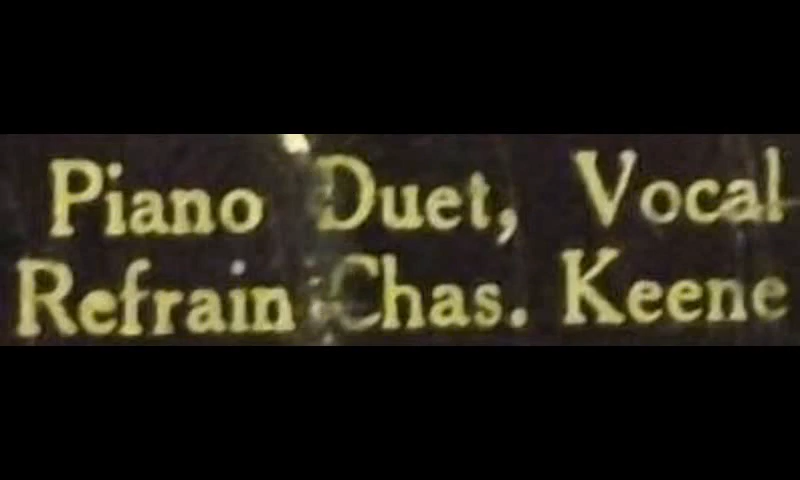 Piano Duet, Vocal
Refrain Chas. Keene